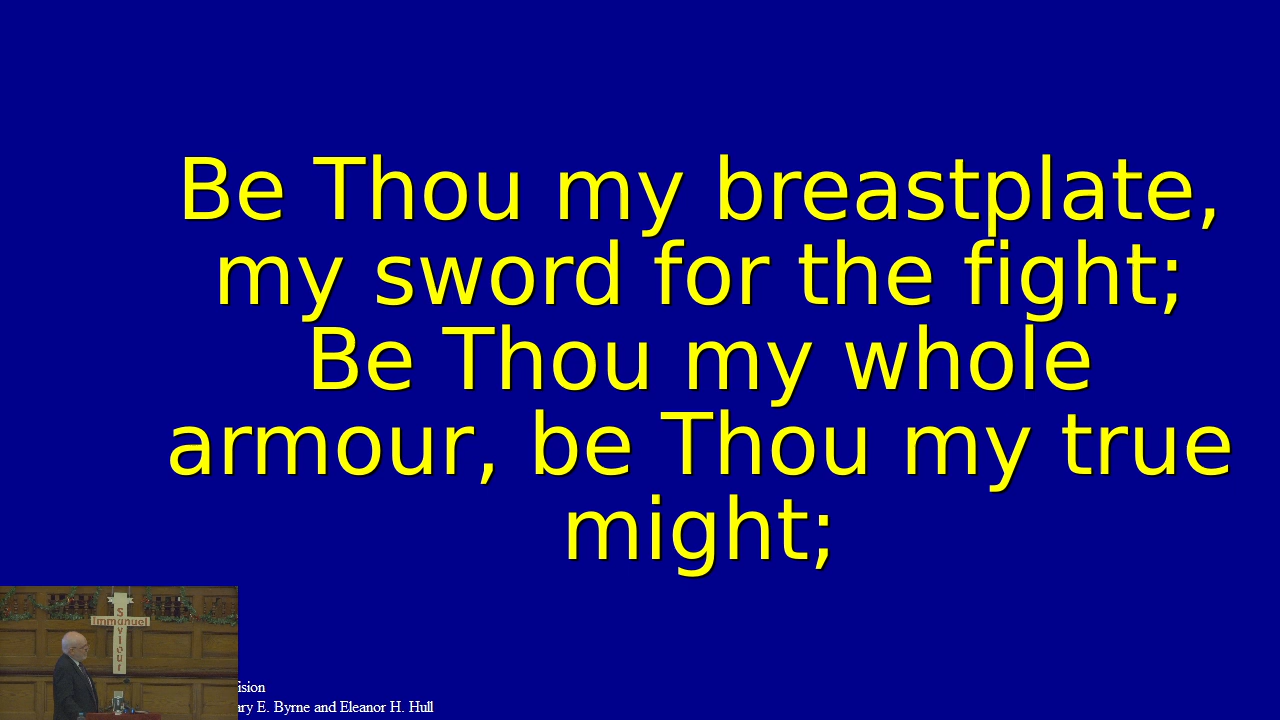 Be Thou my breastplate,
my sword for the fight;
Be Thou my whole
armour, be Thou my true
might;
Saviour
Immanuel
ision
ary E. Byrne and Eleanor H. Hull